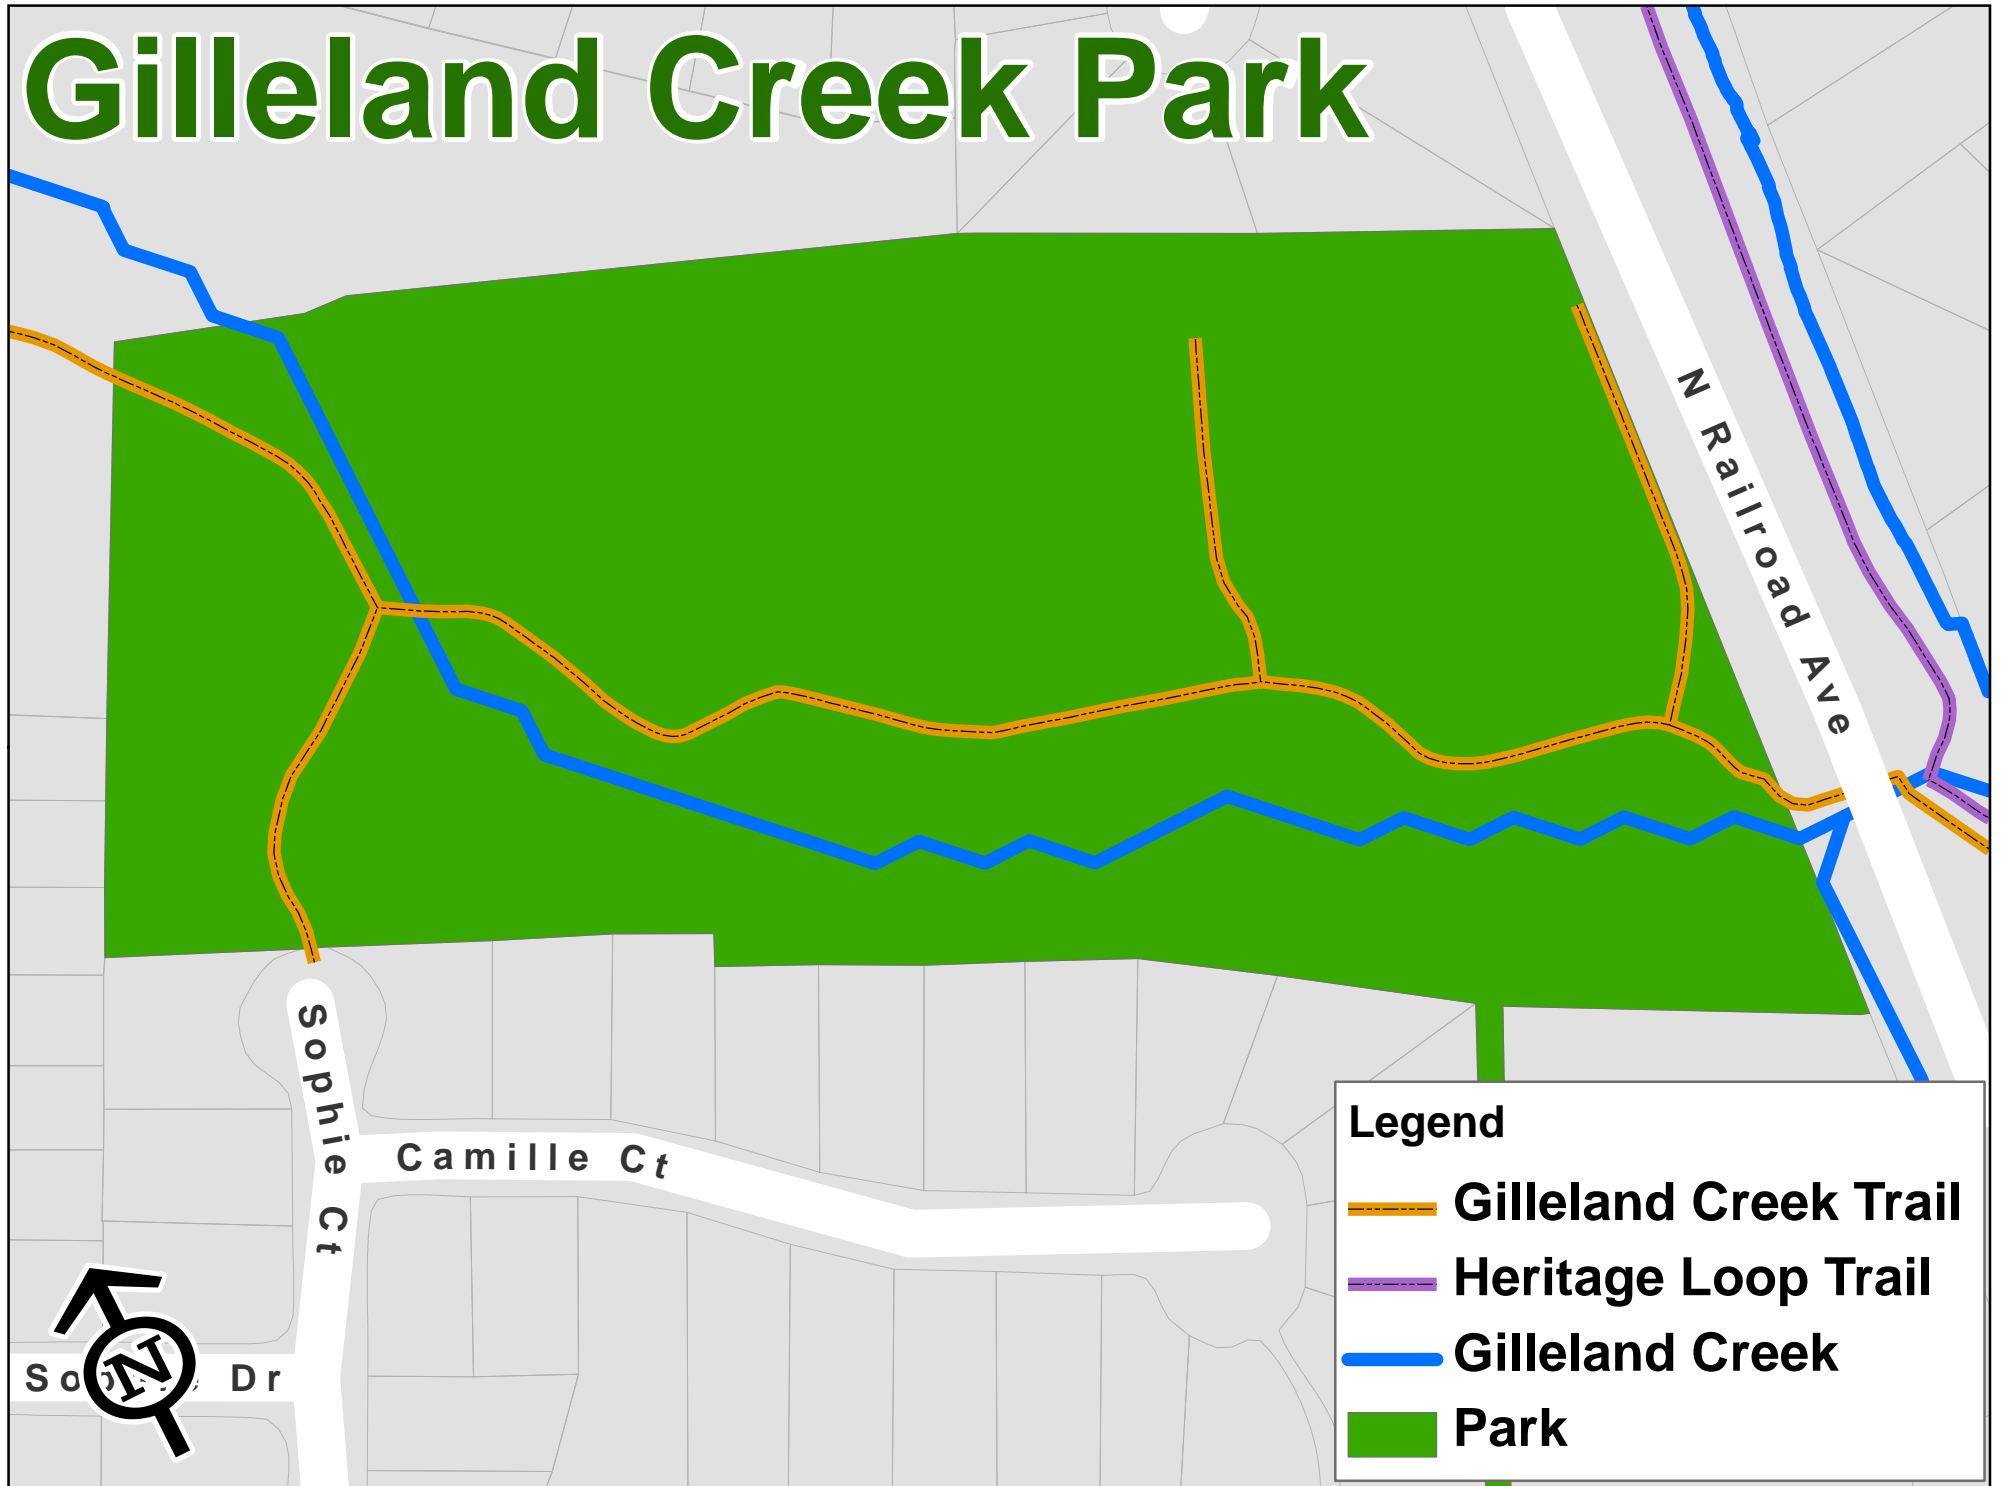 Gilleland Creek Park
N Railroad Ave
Sophie Ct
Camille Ct
Dr
N
Legend
Gilleland Creek Trail
Heritage Loop Trail
Gilleland Creek
Park